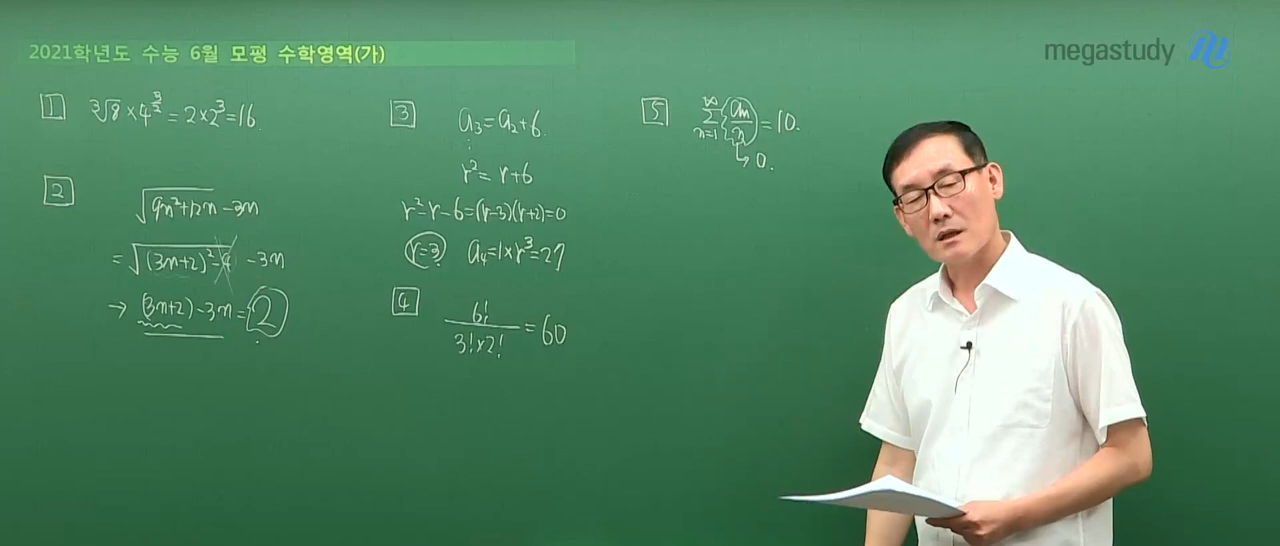 2021학년도 수능 6월 모평 수학영역(가)
megastudy
1 ∛8 × 4^(3/2) = 2 × 2³ = 16.
2 √(9n²+12n) - 3n
= √((3n+2)² - 4) - 3n
→ (3n+2) - 3n = 2
3 a₃ = a₂ + 6.
r² = r + 6
r² - r - 6 = (r-3)(r+2) = 0
r = 3 a₄ = 1 × r³ = 27
4 6! / (3! × 2!) = 60
5 ∑_{n=1}^{∞} (aₙ/n) = 10.
↳ 0.